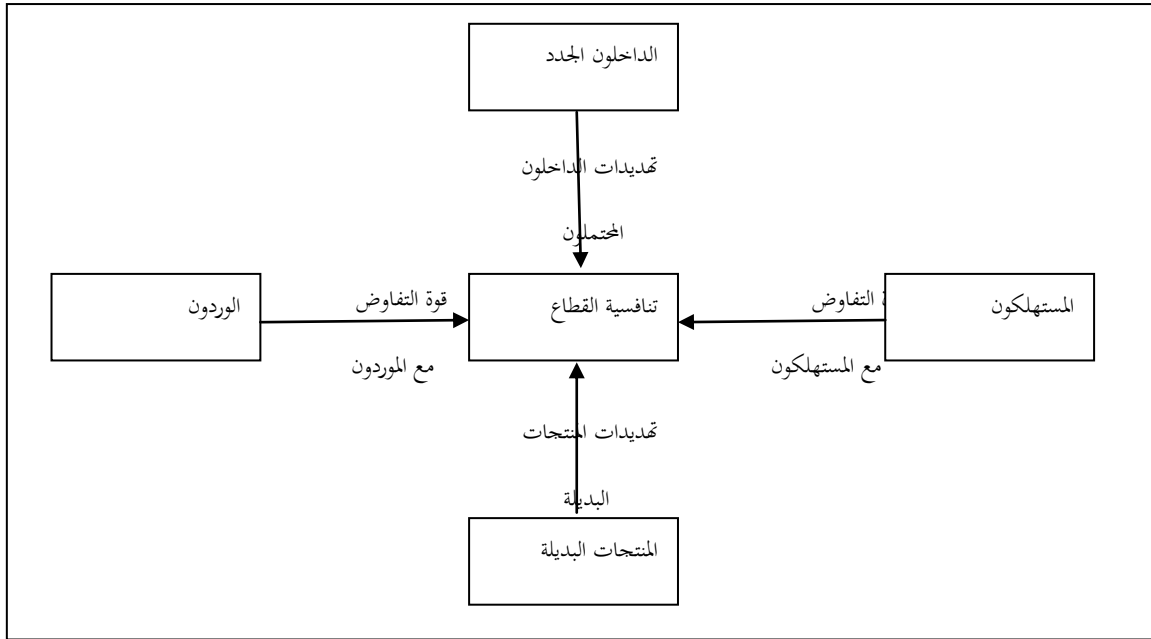 الداخلون الجدد
تهديدات الداخلون
المحتملون
المستهلكون
التفاوض
مع المستهلكون
تنافسية القطاع
قوة التفاوض
مع الموردون
الوردون
تهديدات المنتجات
البديلة
المنتجات البديلة